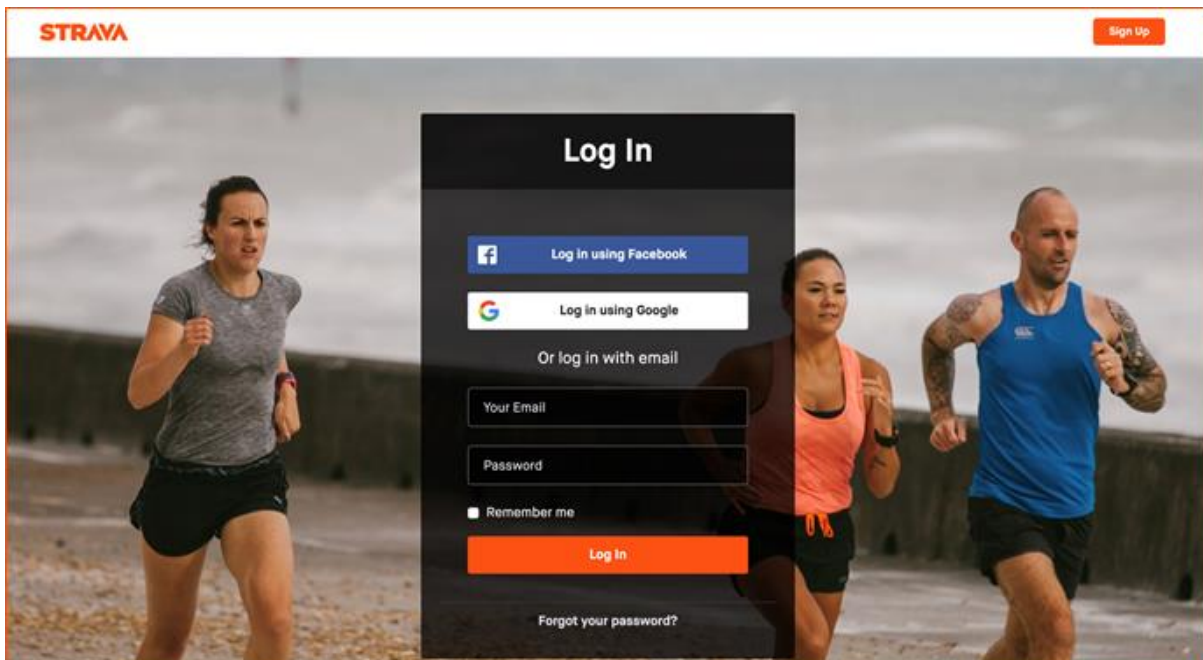 STRAVA
Sign Up
Log In
Log in using Facebook
Log in using Google
Or log in with email
Your Email
Password
Remember me
Log In
Forgot your password?